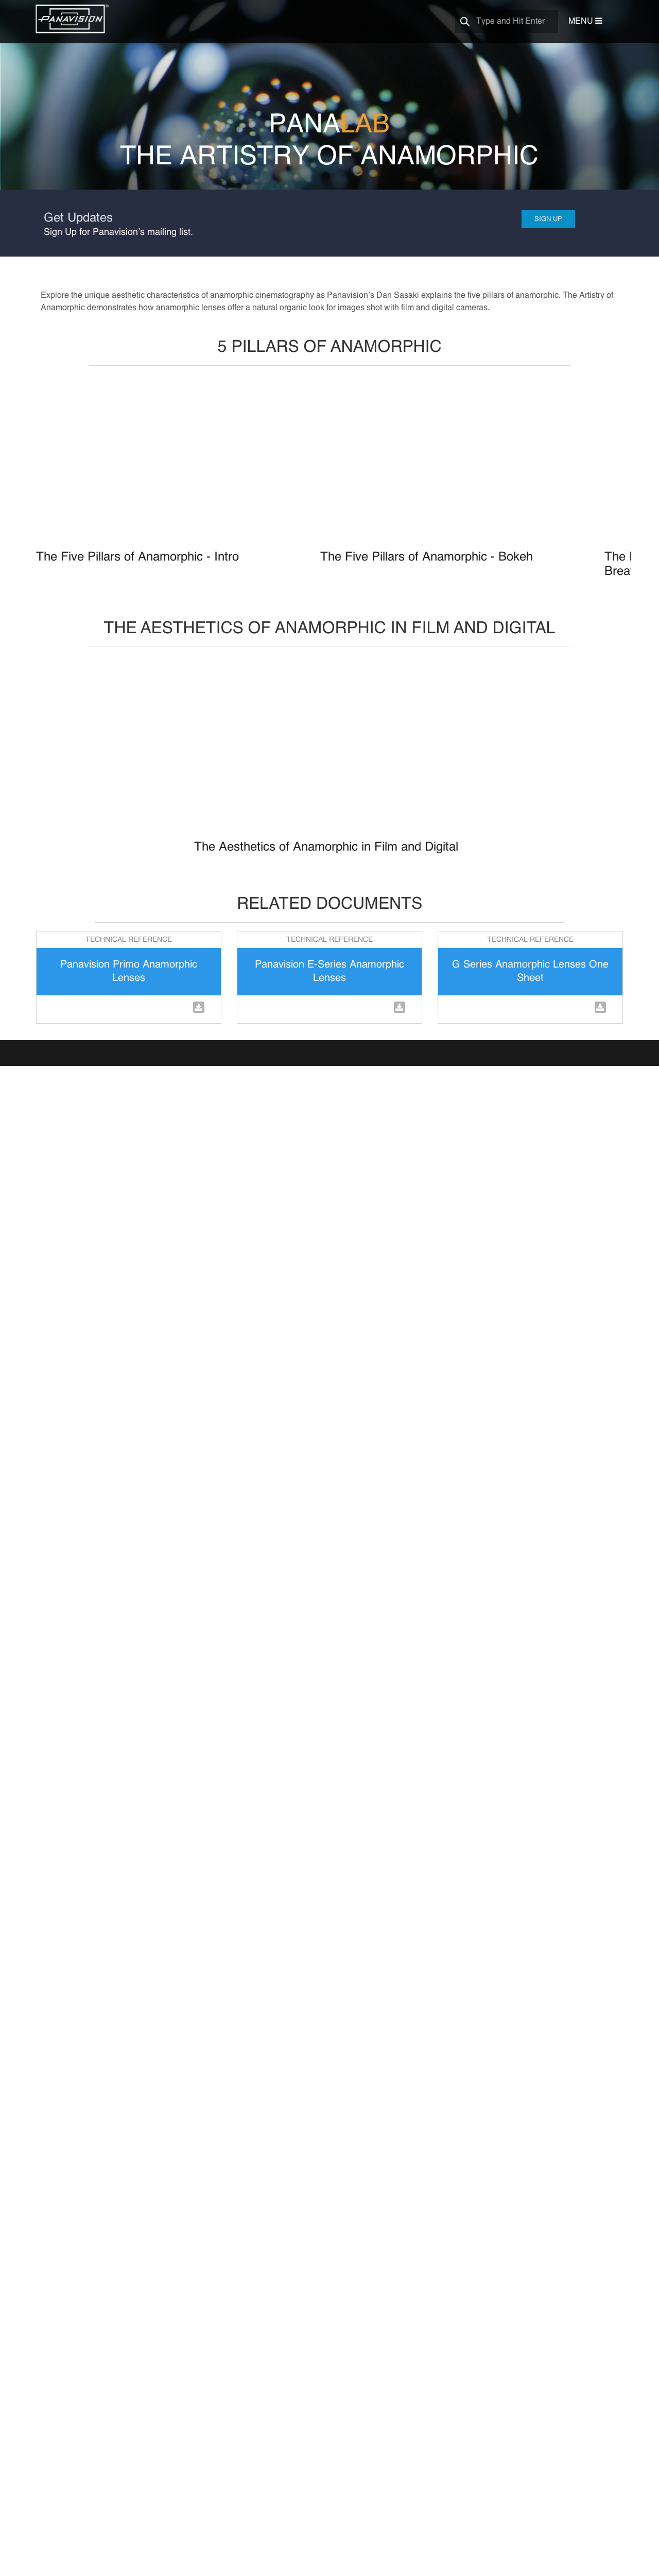 PANAVISION®
Type and Hit Enter
MENU
PANALAB
THE ARTISTRY OF ANAMORPHIC
Get Updates
Sign Up for Panavision's mailing list.
SIGN UP
Explore the unique aesthetic characteristics of anamorphic cinematography as Panavision's Dan Sasaki explains the five pillars of anamorphic. The Artistry of
Anamorphic demonstrates how anamorphic lenses offer a natural organic look for images shot with film and digital cameras.
5 PILLARS OF ANAMORPHIC
The Five Pillars of Anamorphic - Intro
The Five Pillars of Anamorphic - Bokeh
The
THE AESTHETICS OF ANAMORPHIC IN FILM AND DIGITAL
The Aesthetics of Anamorphic in Film and Digital
RELATED DOCUMENTS
TECHNICAL REFERENCE
Panavision Primo Anamorphic
Lenses
TECHNICAL REFERENCE
Panavision E-Series Anamorphic
Lenses
TECHNICAL REFERENCE
G Series Anamorphic Lenses One
Sheet